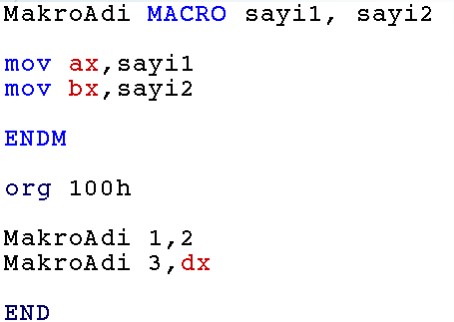 MakroAdi MACRO sayi1, sayi2
mov ax,sayi1
mov bx,sayi2
ENDM
org 100h
MakroAdi 1,2
MakroAdi 3,dx
END